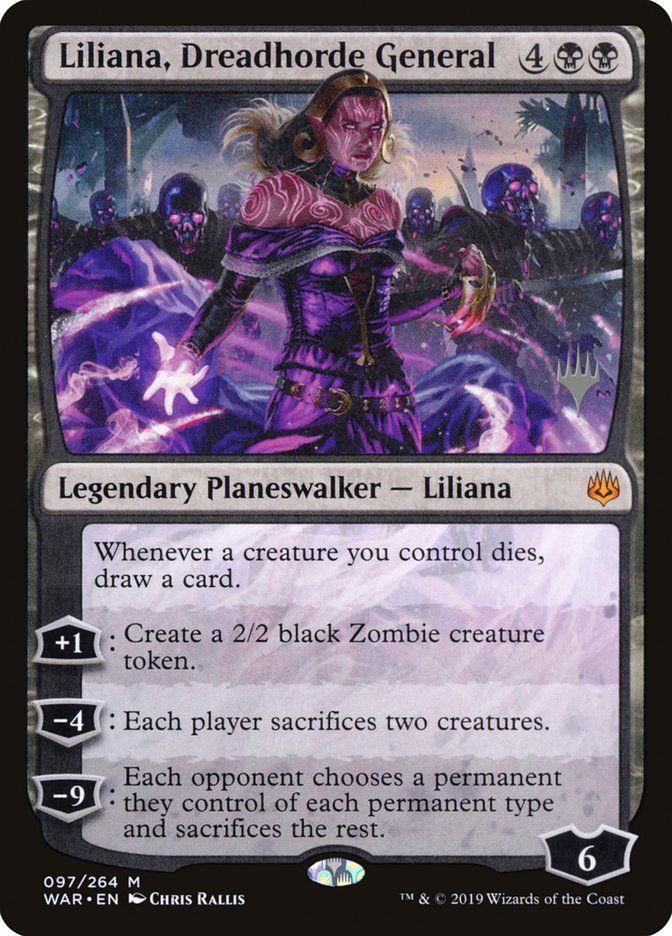 Liliana, Dreadhorde General 4
Legendary Planeswalker — Liliana
Whenever a creature you control dies,
draw a card.
+1: Create a 2/2 black Zombie creature
token.
−4: Each player sacrifices two creatures.
−9: Each opponent chooses a permanent
they control of each permanent type
and sacrifices the rest.
6
097/264 M
WAR • EN Chris Rallis
™ & © 2019 Wizards of the Coast